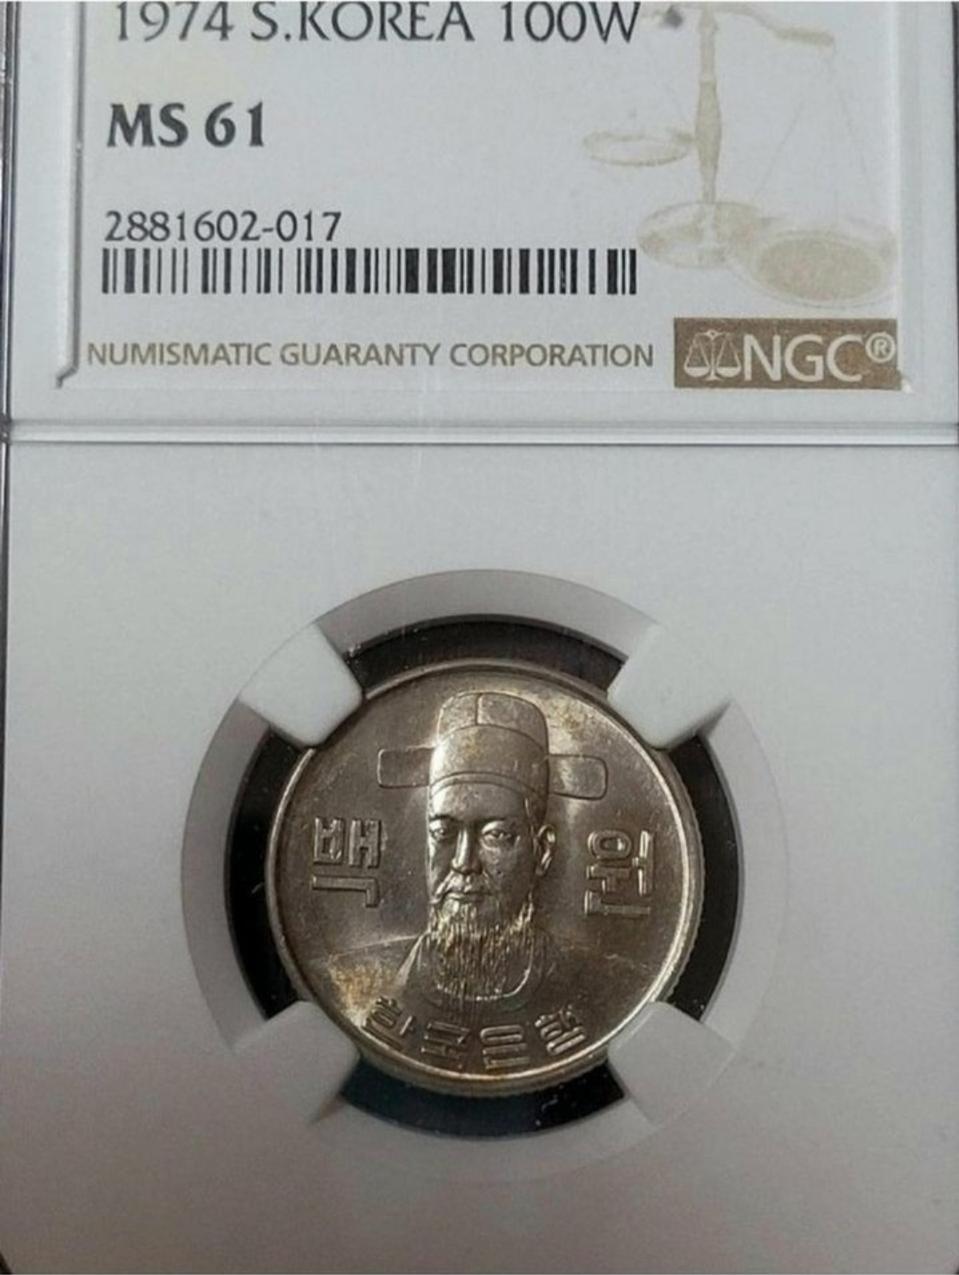 1974 S.KOREA 100W
MS 61
2881602-017
NUMISMATIC GUARANTY CORPORATION
NGC®
백
원
한국은행